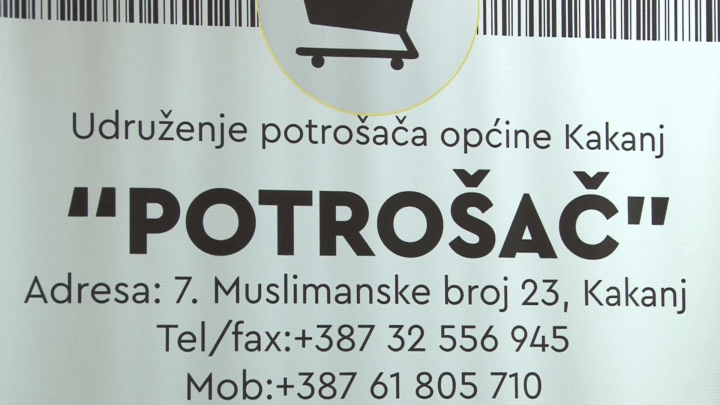 Udruženje potrošača općine Kakanj
“POTROŠAČ”
Adresa: 7. Muslimanske broj 23, Kakanj
Tel/fax:+387 32 556 945
Mob:+387 61 805 710